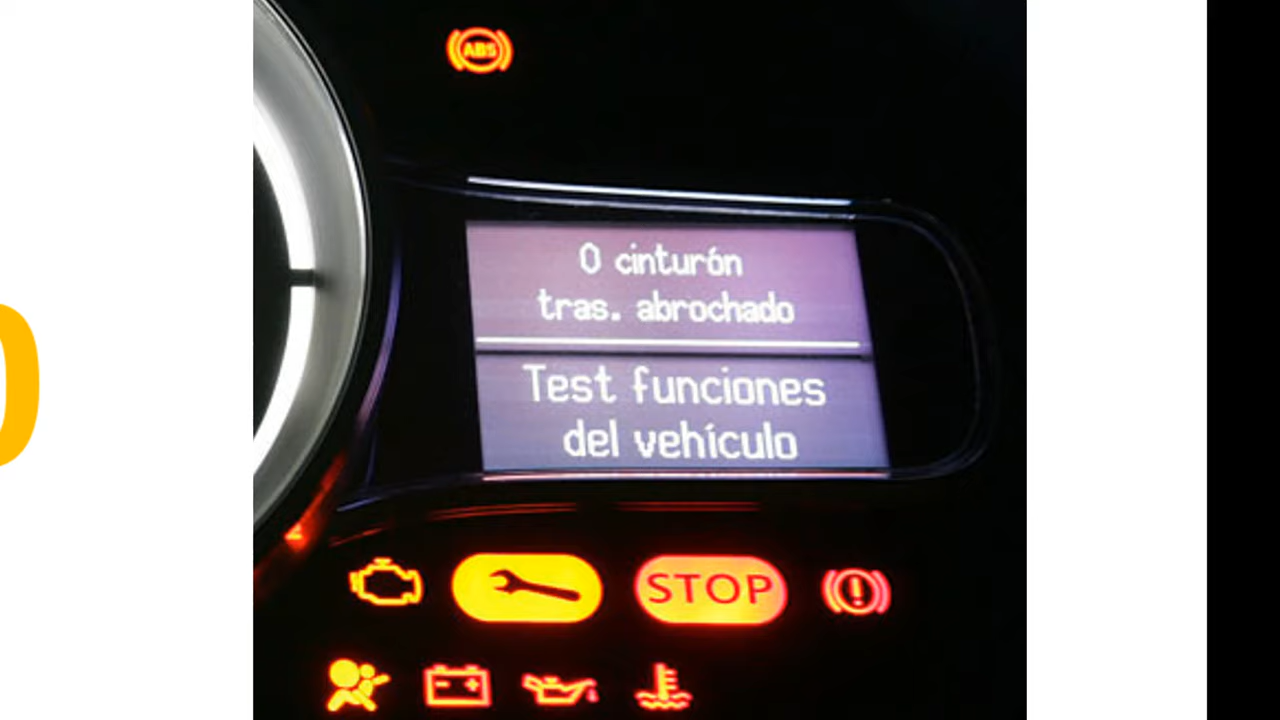 ABS
0 cinturón
tras. abrochado
Test funciones
del vehículo
STOP